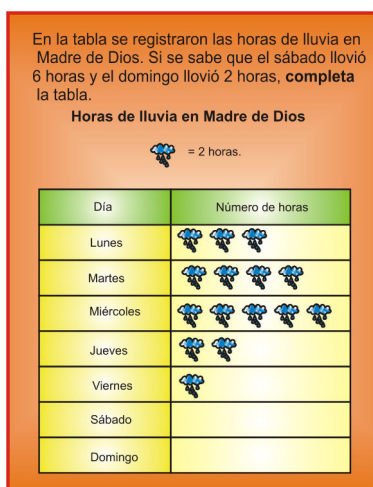 En la tabla se registraron las horas de lluvia en
Madre de Dios. Si se sabe que el sábado llovió
6 horas y el domingo llovió 2 horas, completa
la tabla.
Horas de lluvia en Madre de Dios
= 2 horas.
Día Número de horas
Lunes
Martes
Miércoles
Jueves
Viernes
Sábado
Domingo